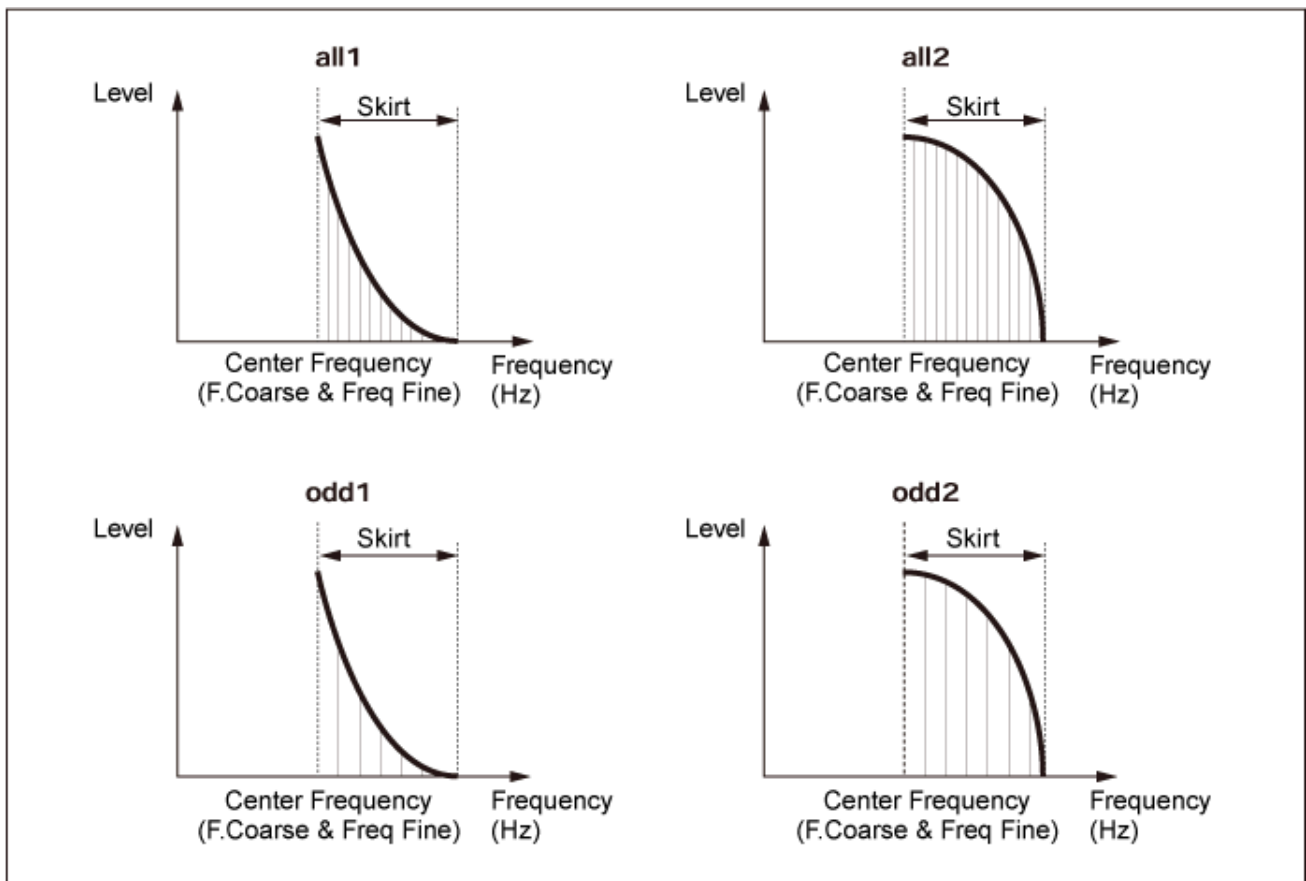 all1
Level
Skirt
Center Frequency
(F.Coarse & Freq Fine)
Frequency
(Hz)
all2
Level
Skirt
Center Frequency
(F.Coarse & Freq Fine)
Frequency
(Hz)
odd1
Level
Skirt
Center Frequency
(F.Coarse & Freq Fine)
Frequency
(Hz)
odd2
Level
Skirt
Center Frequency
(F.Coarse & Freq Fine)
Frequency
(Hz)